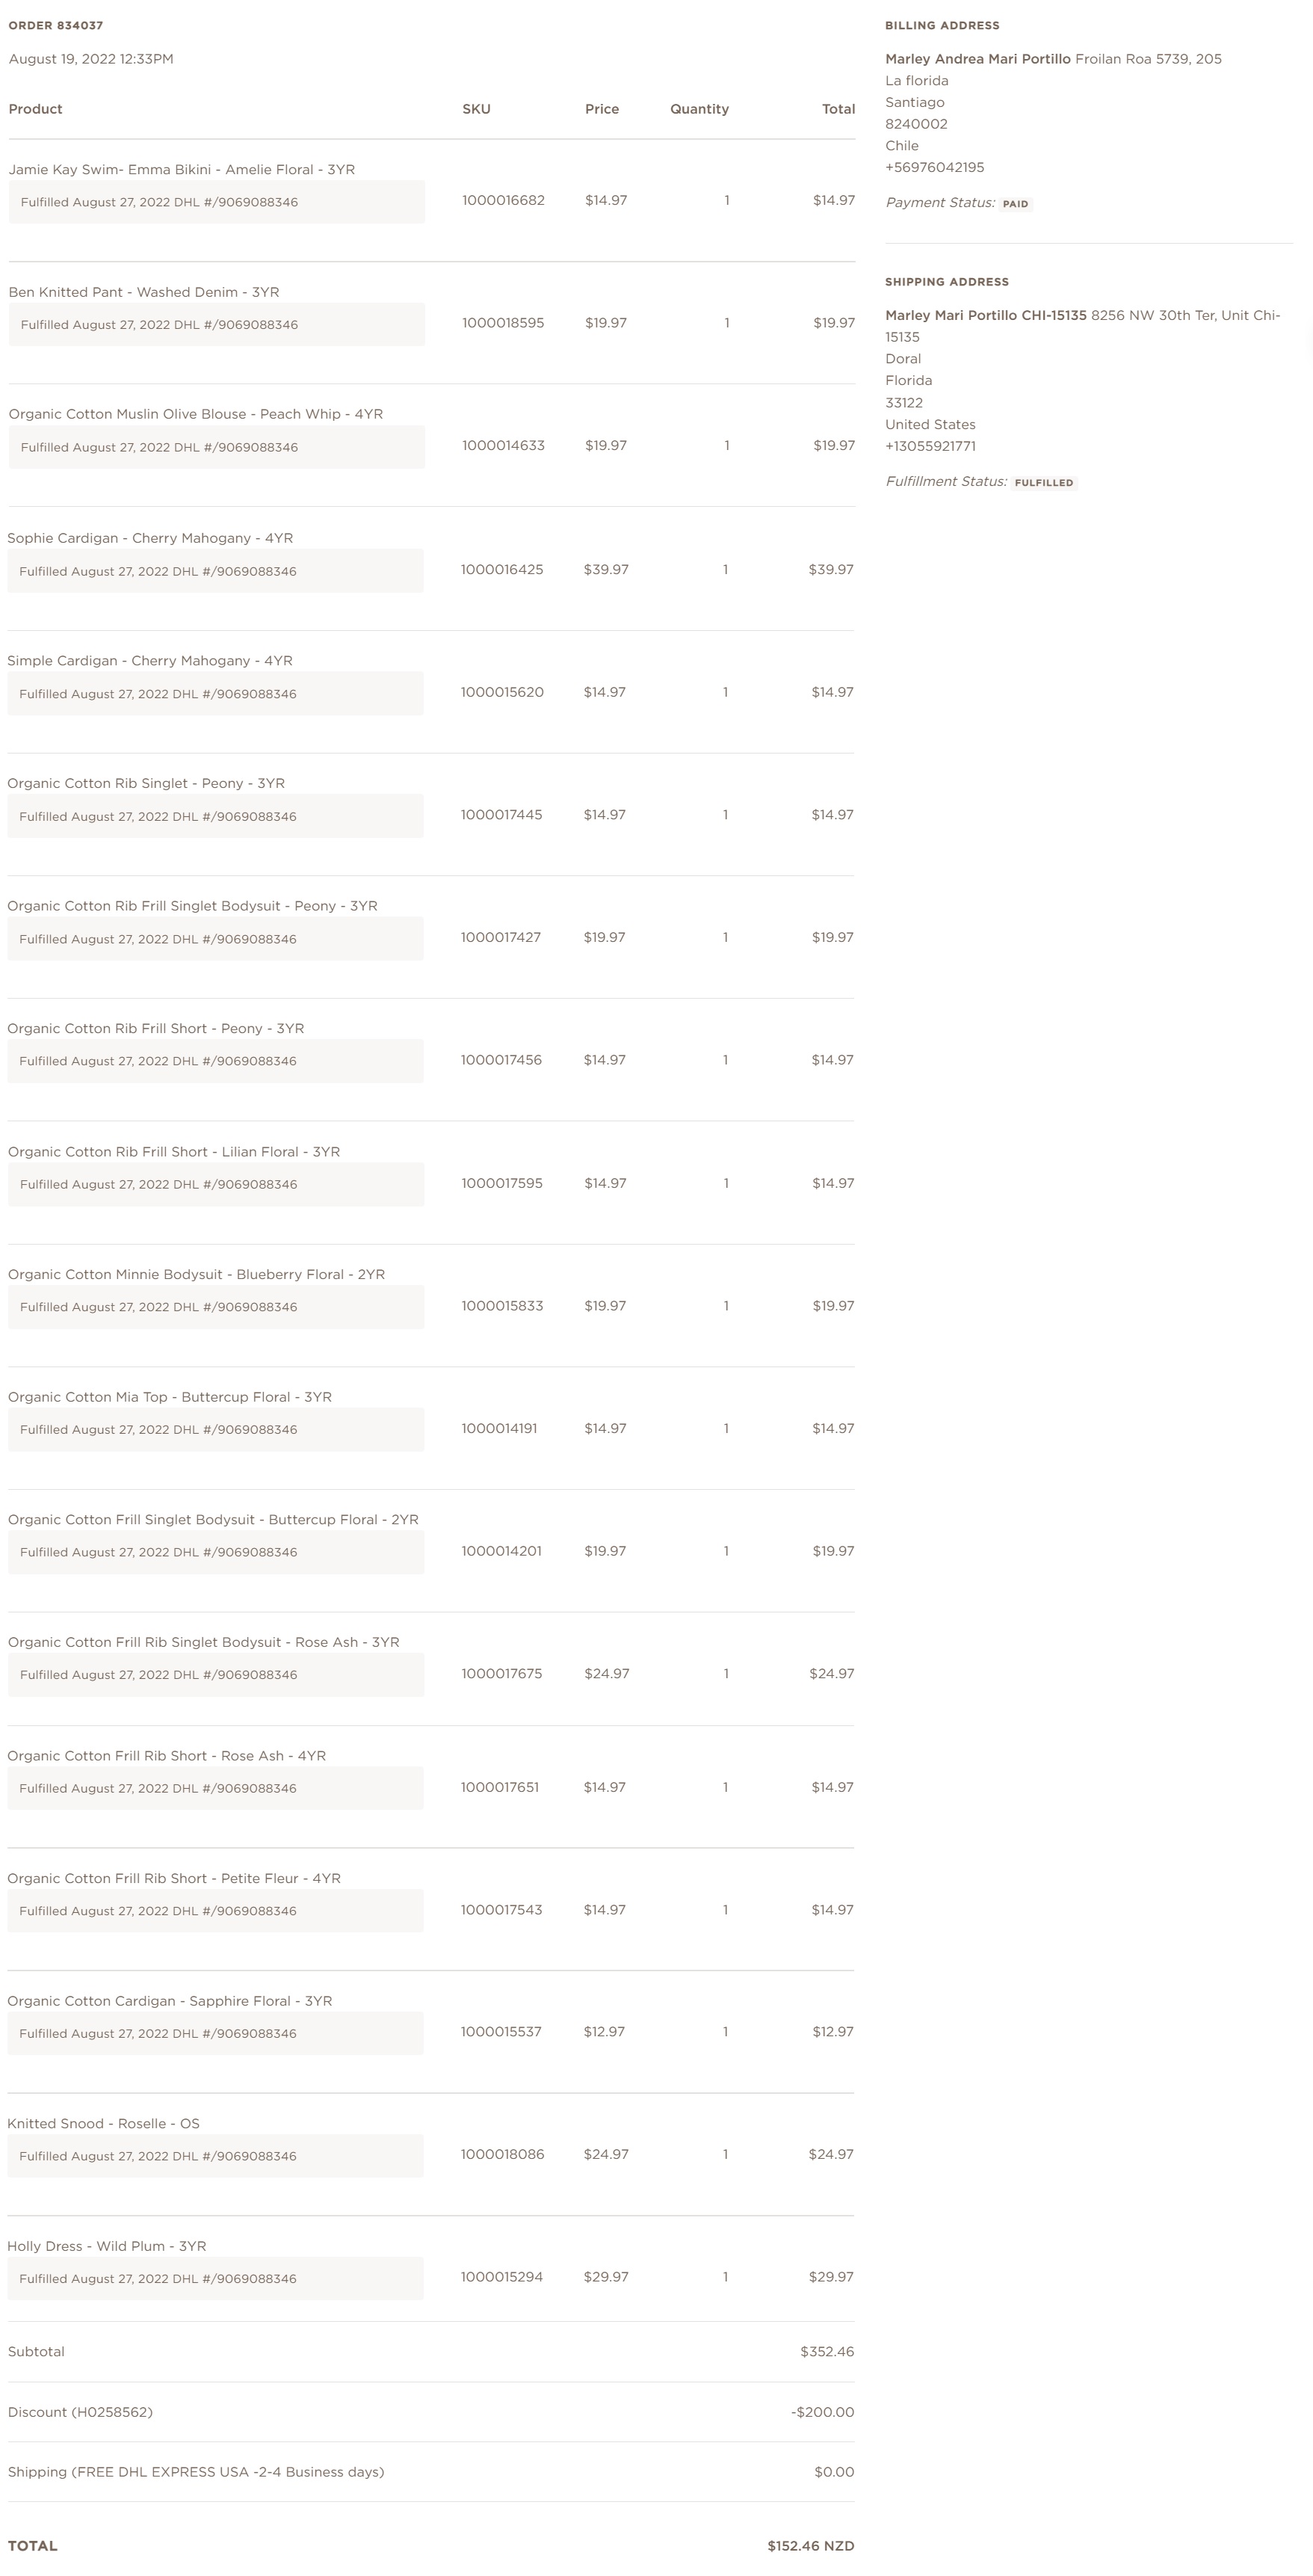 ORDER 834037
August 19, 2022 12:33PM
Product SKU Price Quantity Total
Jamie Kay Swim- Emma Bikini - Amelie Floral - 3YR
Fulfilled August 27, 2022 DHL #/9069088346
1000016682 $14.97 1 $14.97
Ben Knitted Pant - Washed Denim - 3YR
Fulfilled August 27, 2022 DHL #/9069088346
1000018595 $19.97 1 $19.97
Organic Cotton Muslin Olive Blouse - Peach Whip - 4YR
Fulfilled August 27, 2022 DHL #/9069088346
1000014633 $19.97 1 $19.97
Sophie Cardigan - Cherry Mahogany - 4YR
Fulfilled August 27, 2022 DHL #/9069088346
1000016425 $39.97 1 $39.97
Simple Cardigan - Cherry Mahogany - 4YR
Fulfilled August 27, 2022 DHL #/9069088346
1000015620 $14.97 1 $14.97
Organic Cotton Rib Singlet - Peony - 3YR
Fulfilled August 27, 2022 DHL #/9069088346
1000017445 $14.97 1 $14.97
Organic Cotton Rib Frill Singlet Bodysuit - Peony - 3YR
Fulfilled August 27, 2022 DHL #/9069088346
1000017427 $19.97 1 $19.97
Organic Cotton Rib Frill Short - Peony - 3YR
Fulfilled August 27, 2022 DHL #/9069088346
1000017456 $14.97 1 $14.97
Organic Cotton Rib Frill Short - Lilian Floral - 3YR
Fulfilled August 27, 2022 DHL #/9069088346
1000017595 $14.97 1 $14.97
Organic Cotton Minnie Bodysuit - Blueberry Floral - 2YR
Fulfilled August 27, 2022 DHL #/9069088346
1000015833 $19.97 1 $19.97
Organic Cotton Mia Top - Buttercup Floral - 3YR
Fulfilled August 27, 2022 DHL #/9069088346
1000014191 $14.97 1 $14.97
Organic Cotton Frill Singlet Bodysuit - Buttercup Floral - 2YR
Fulfilled August 27, 2022 DHL #/9069088346
1000014201 $19.97 1 $19.97
Organic Cotton Frill Rib Singlet Bodysuit - Rose Ash - 3YR
Fulfilled August 27, 2022 DHL #/9069088346
1000017675 $24.97 1 $24.97
Organic Cotton Frill Rib Short - Rose Ash - 4YR
Fulfilled August 27, 2022 DHL #/9069088346
1000017651 $14.97 1 $14.97
Organic Cotton Frill Rib Short - Petite Fleur - 4YR
Fulfilled August 27, 2022 DHL #/9069088346
1000017543 $14.97 1 $14.97
Organic Cotton Cardigan - Sapphire Floral - 3YR
Fulfilled August 27, 2022 DHL #/9069088346
1000015537 $12.97 1 $12.97
Knitted Snood - Roselle - OS
Fulfilled August 27, 2022 DHL #/9069088346
1000018086 $24.97 1 $24.97
Holly Dress - Wild Plum - 3YR
Fulfilled August 27, 2022 DHL #/9069088346
1000015294 $29.97 1 $29.97
Subtotal $352.46
Discount (H0258562) -$200.00
Shipping (FREE DHL EXPRESS USA -2-4 Business days) $0.00
TOTAL $152.46 NZD
BILLING ADDRESS
Marley Andrea Mari Portillo Froilan Roa 5739, 205
La florida
Santiago
8240002
Chile
+56976042195
Payment Status: PAID
SHIPPING ADDRESS
Marley Mari Portillo CHI-15135 8256 NW 30th Ter, Unit Chi-
15135
Doral
Florida
33122
United States
+13055921771
Fulfillment Status: FULFILLED